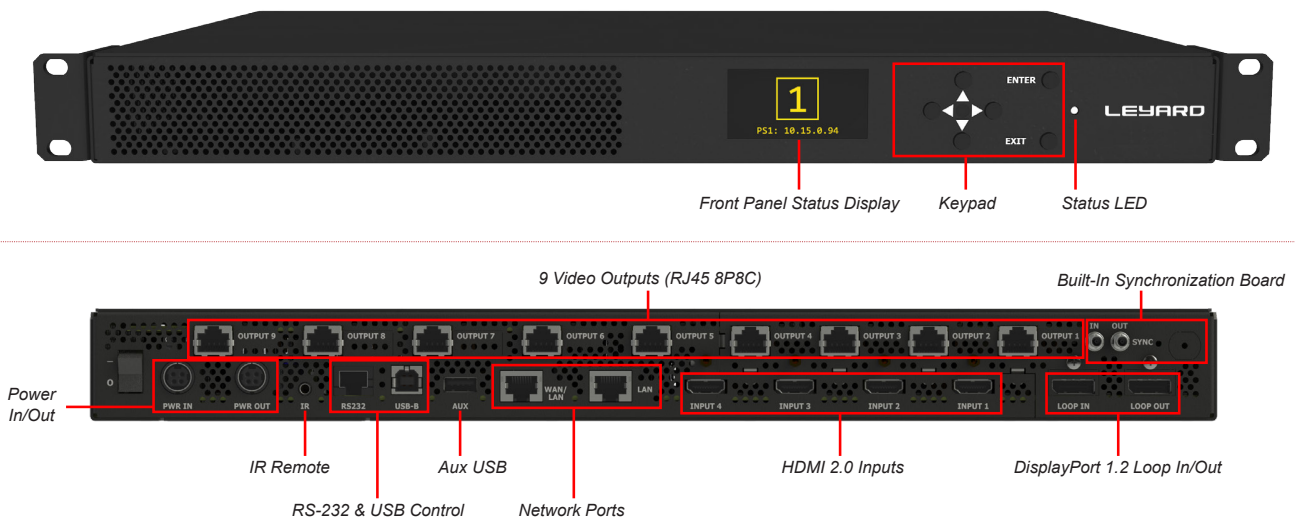 ENTER
1
LEYARD
PS1: 10.15.0.94
EXIT
Front Panel Status Display
Keypad
Status LED
9 Video Outputs (RJ45 8P8C)
Built-In Synchronization Board
IN OUT
OUTPUT 9 OUTPUT 8 OUTPUT 7 OUTPUT 6 OUTPUT 5 OUTPUT 4 OUTPUT 3 OUTPUT 2 OUTPUT 1
SYNC
I
O
Power
In/Out
PWR IN PWR OUT IR RS232 USB-B AUX
WAN/
LAN
LAN
INPUT 4 INPUT 3 INPUT 2 INPUT 1
LOOP IN LOOP OUT
IR Remote
Aux USB
HDMI 2.0 Inputs
DisplayPort 1.2 Loop In/Out
RS-232 & USB Control
Network Ports